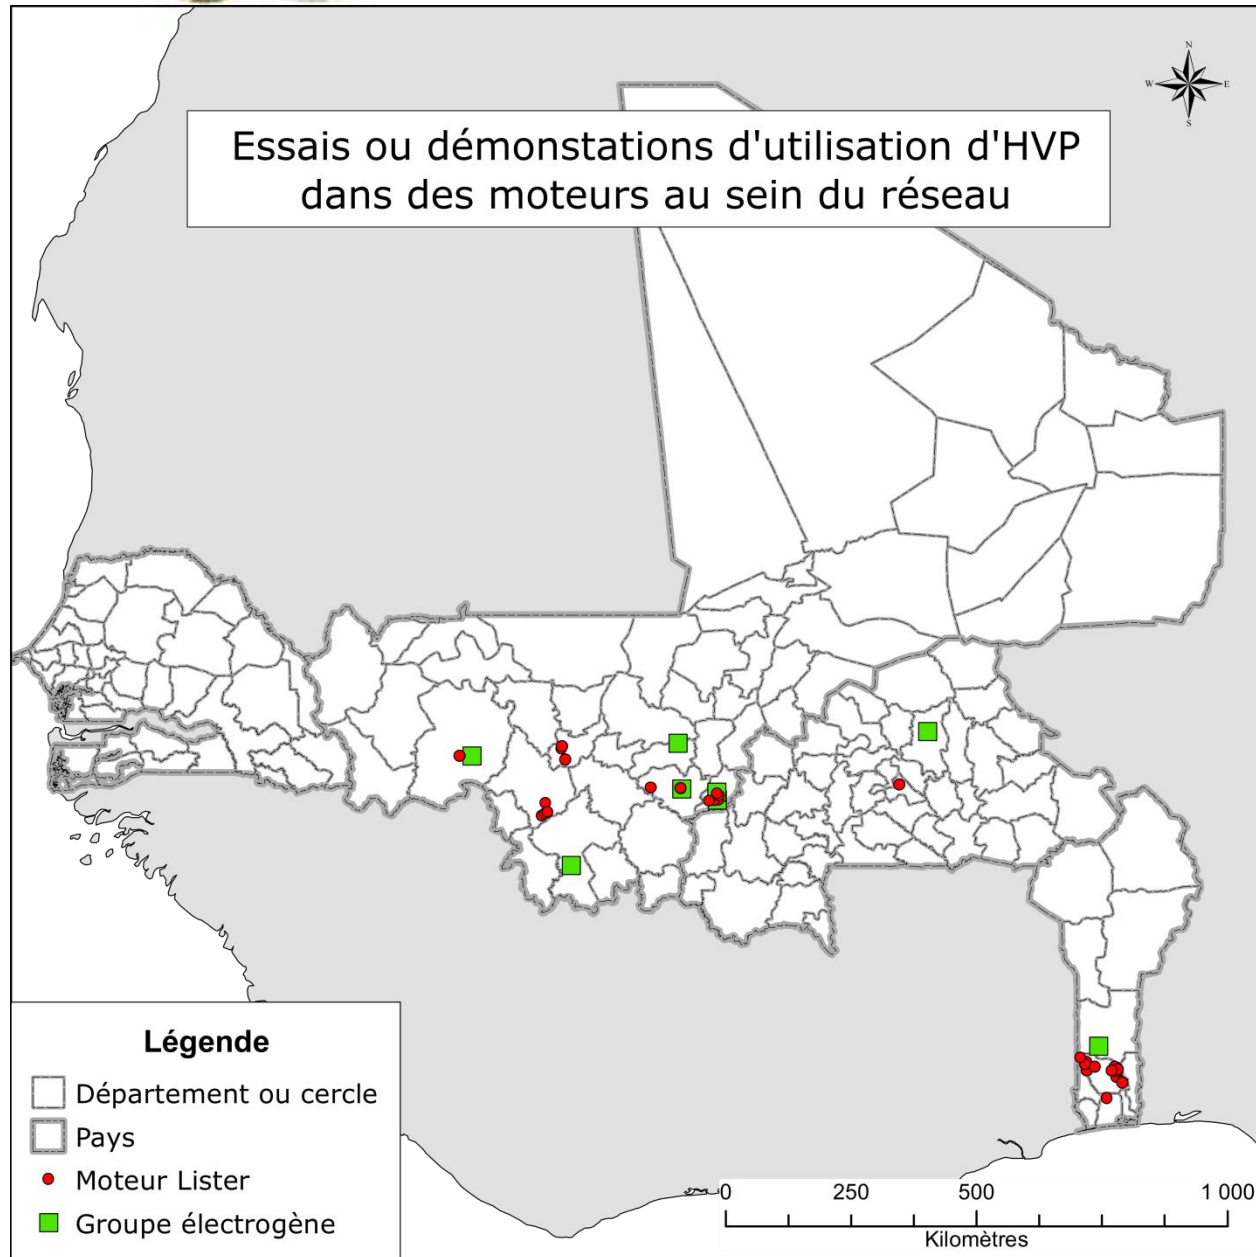 N
W
E
S
Essais ou démonstations d'utilisation d'HVP
dans des moteurs au sein du réseau
Légende
Département ou cercle
Pays
Moteur Lister
Groupe électrogène
0 250 500 1 000
Kilomètres